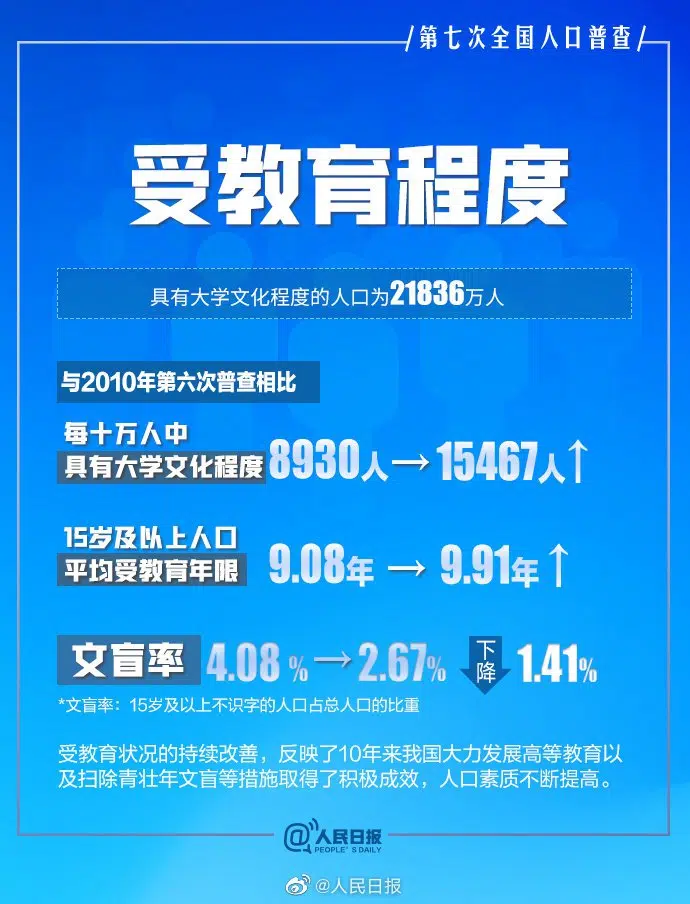 /第七次全国人口普查/
受教育程度
具有大学文化程度的人口为21836万人
与2010年第六次普查相比
每十万人中
具有大学文化程度 8930人→15467人↑
15岁及以上人口
平均受教育年限 9.08年→9.91年↑
文盲率 4.08%→2.67% 下降 1.41%
*文盲率：15岁及以上不识字的人口占总人口的比重
受教育状况的持续改善，反映了10年来我国大力发展高等教育以
及扫除青壮年文盲等措施取得了积极成效，人口素质不断提高。
@人民日报
PEOPLE'S DAILY
@人民日报